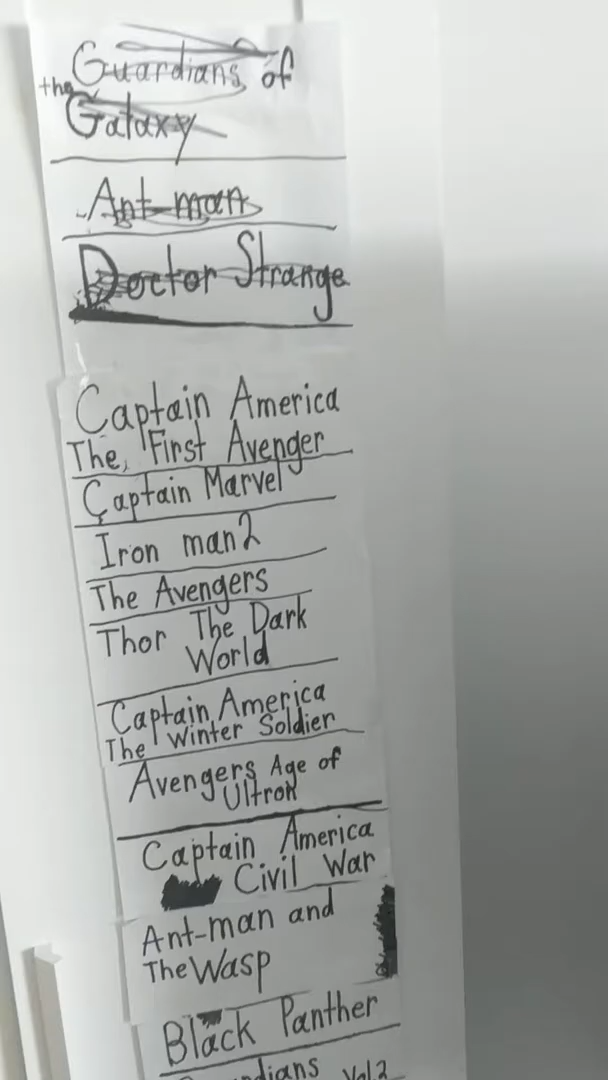 Guardians of
the
Galaxy
Ant-man
Doctor Strange
Captain America
The, First Avenger
Captain Marvel
Iron man 2
The Avengers
Thor The Dark
World
Captain America
The Winter Soldier
Avengers Age of
Ultron
Captain America
Civil War
Ant-man and
The Wasp
Black Panther
Vol 2